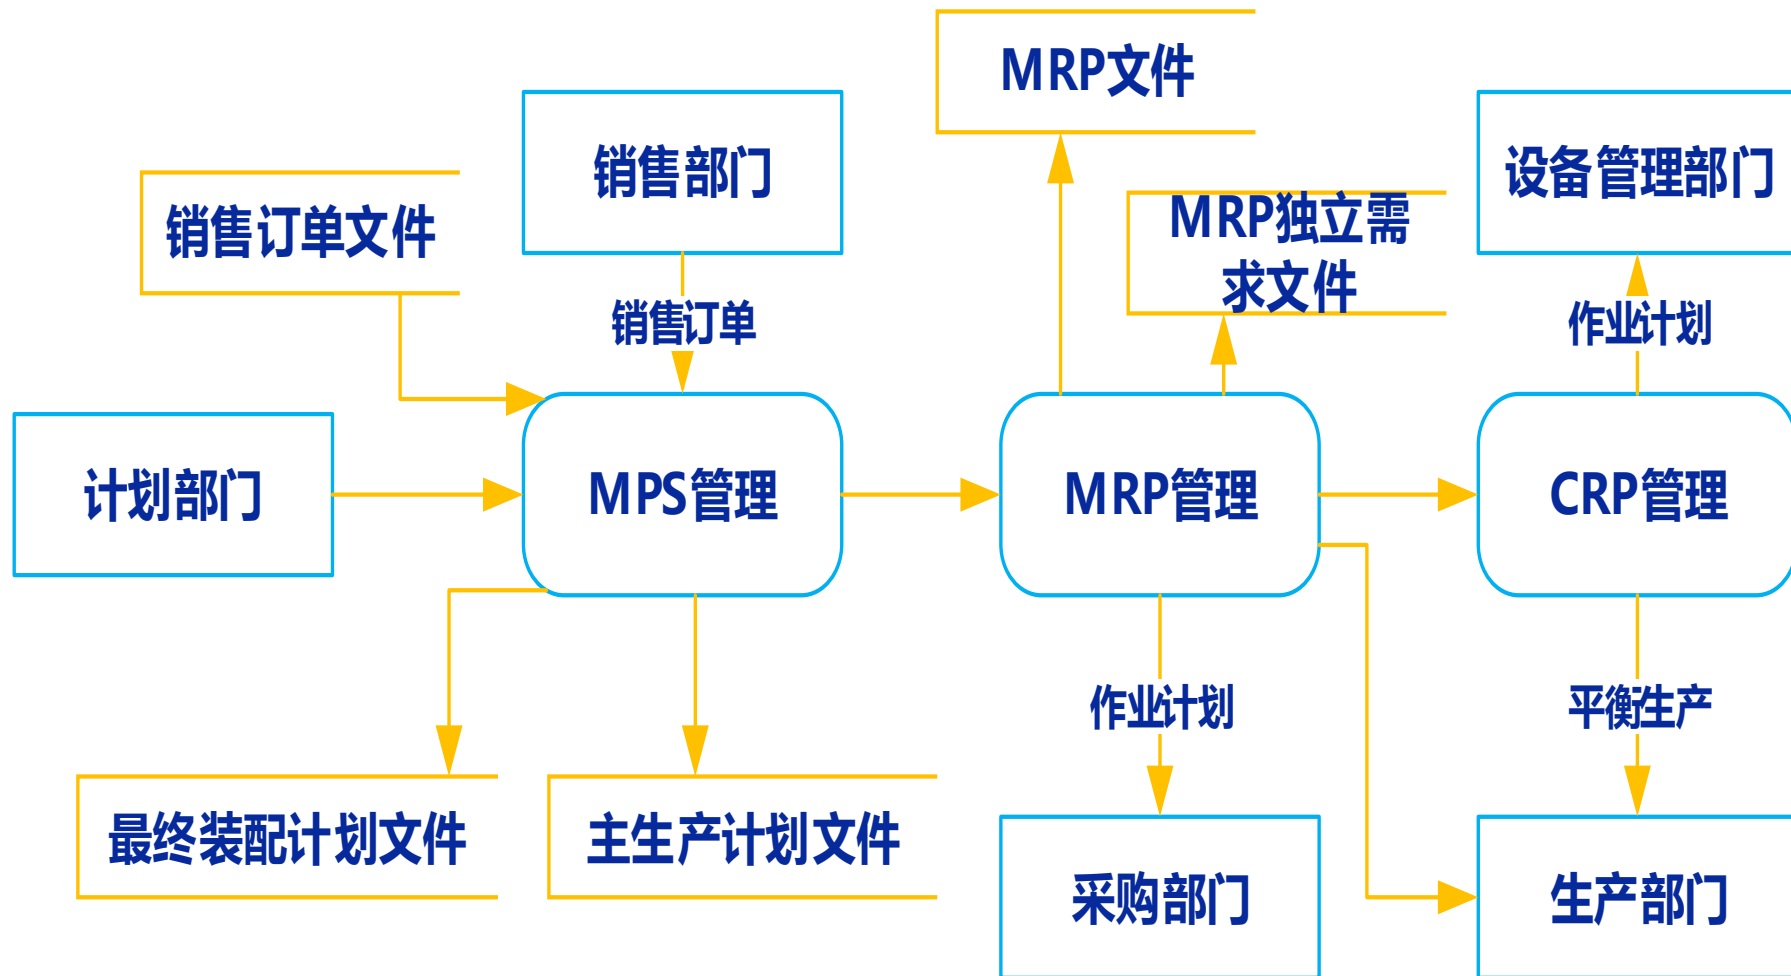 MRP文件
销售部门
设备管理部门
销售订单文件
MRP独立需
求文件
销售订单
作业计划
计划部门
MPS管理
MRP管理
CRP管理
作业计划
平衡生产
最终装配计划文件
主生产计划文件
采购部门
生产部门